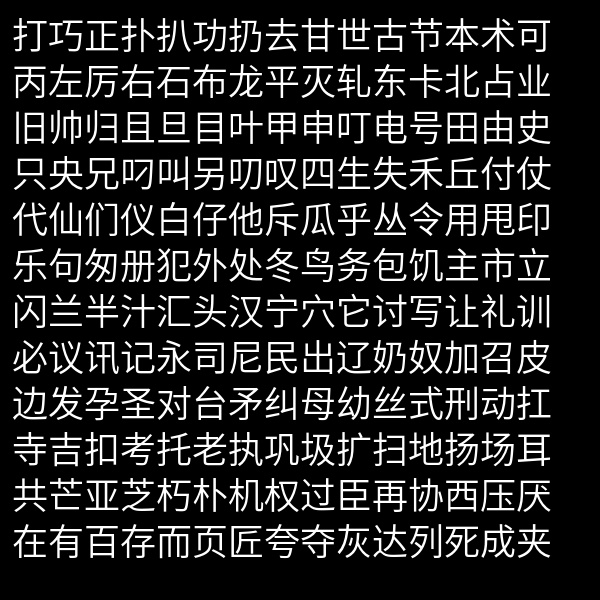 打巧正扑扒功扔去甘世古节本术可
丙左厉右石布龙平灭轧东卡北占业
旧帅归且旦目叶甲申叮电号田由史
只央兄叼叫另叨叹四生失禾丘付仗
代仙们仪白仔他斥瓜乎丛令用甩印
乐句匆册犯外处冬鸟务包饥主市立
闪兰半汁汇头汉宁穴它讨写让礼训
必议讯记永司尼民出辽奶奴加召皮
边发孕圣对台矛纠母幼丝式刑动扛
寺吉扣考托老执巩圾扩扫地扬场耳
共芒亚芝朽朴机权过臣再协西压厌
在有百存而页匠夸夺灰达列死成夹